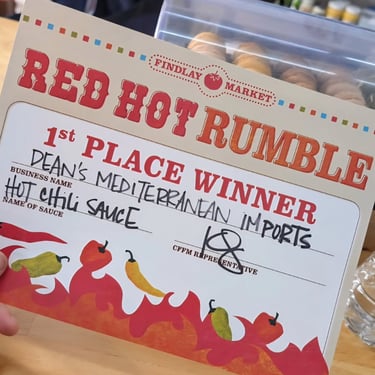 FINDLAY MARKET
RED HOT RUMBLE
1st PLACE WINNER
DEAN'S MEDITERRANEAN IMPORTS
BUSINESS NAME
HOT CHILI SAUCE
NAME OF SAUCE
CFFM REPRESENTATIVE